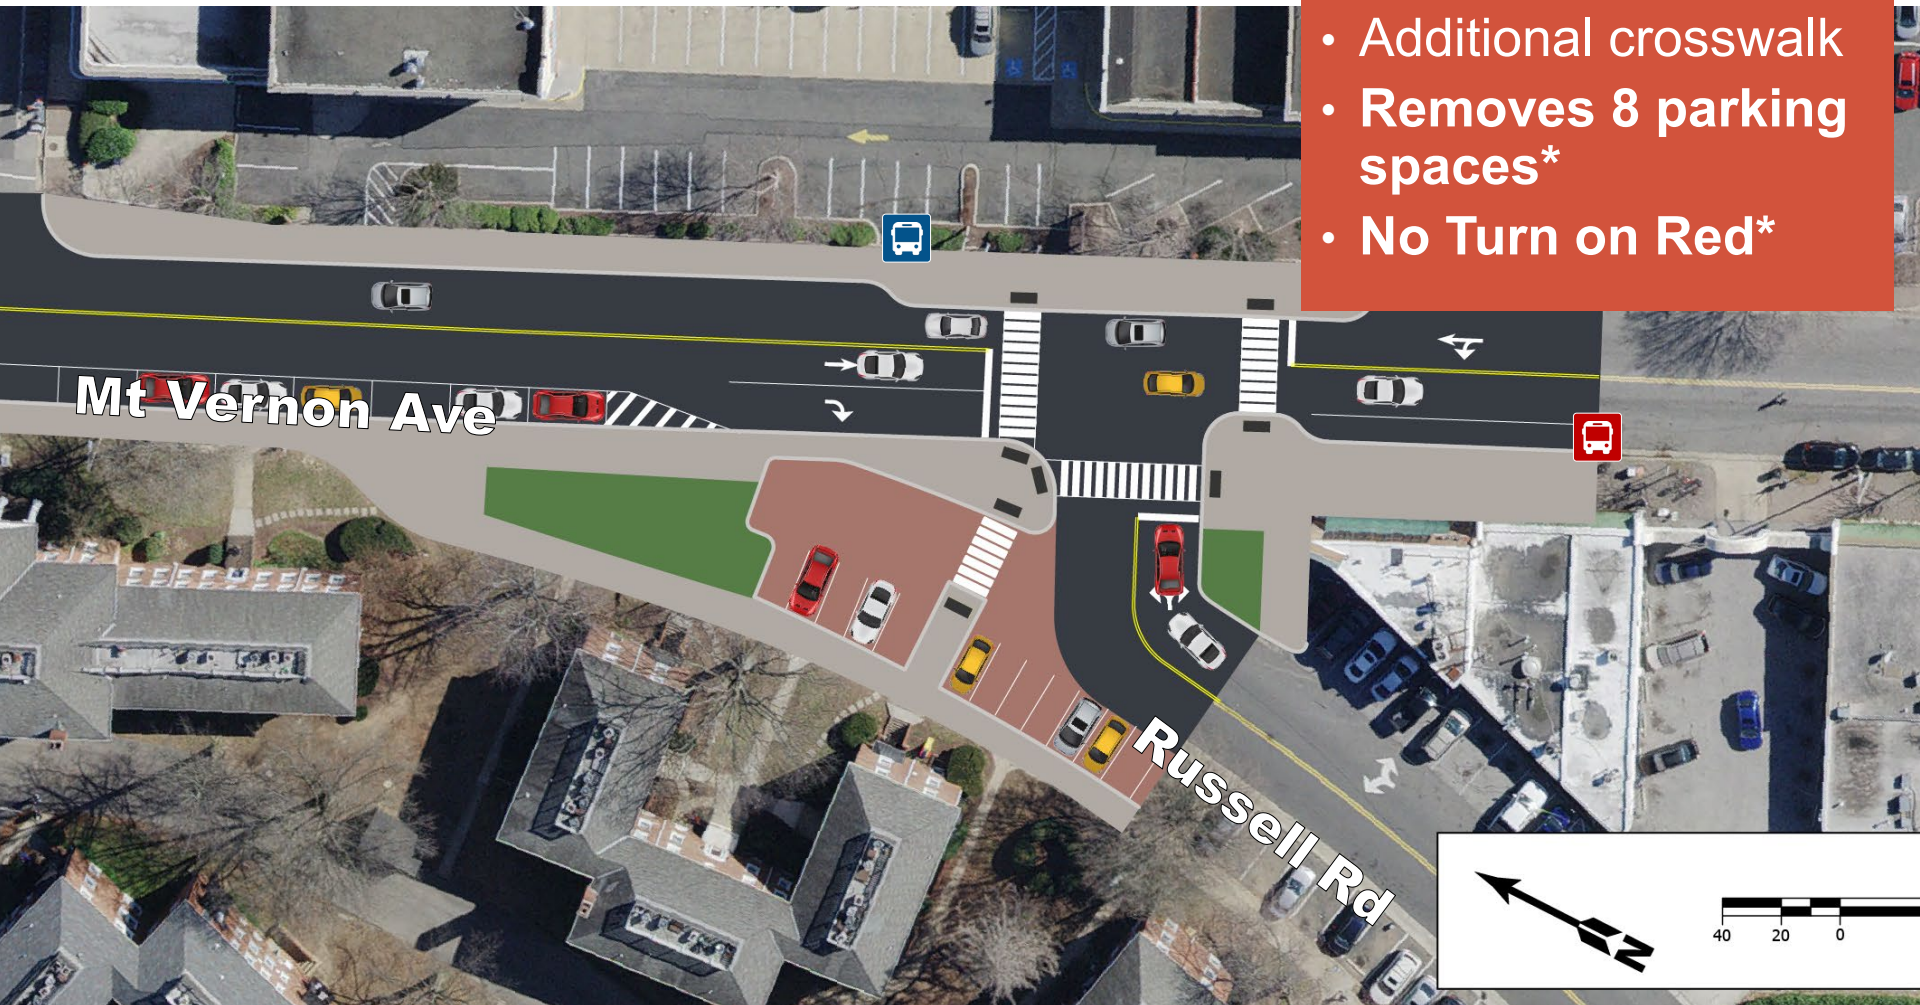 • Additional crosswalk
• Removes 8 parking
spaces*
• No Turn on Red*
Mt Vernon Ave
Russell Rd
N
40 20 0